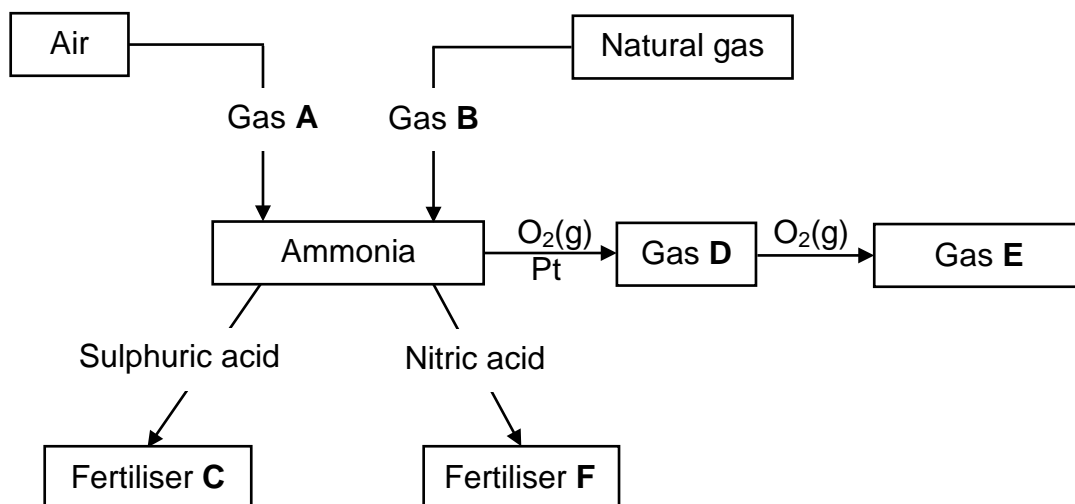 Air
Natural gas
Gas A
Gas B
Ammonia
O₂(g)
Pt
Gas D
O₂(g)
Gas E
Sulphuric acid
Nitric acid
Fertiliser C
Fertiliser F